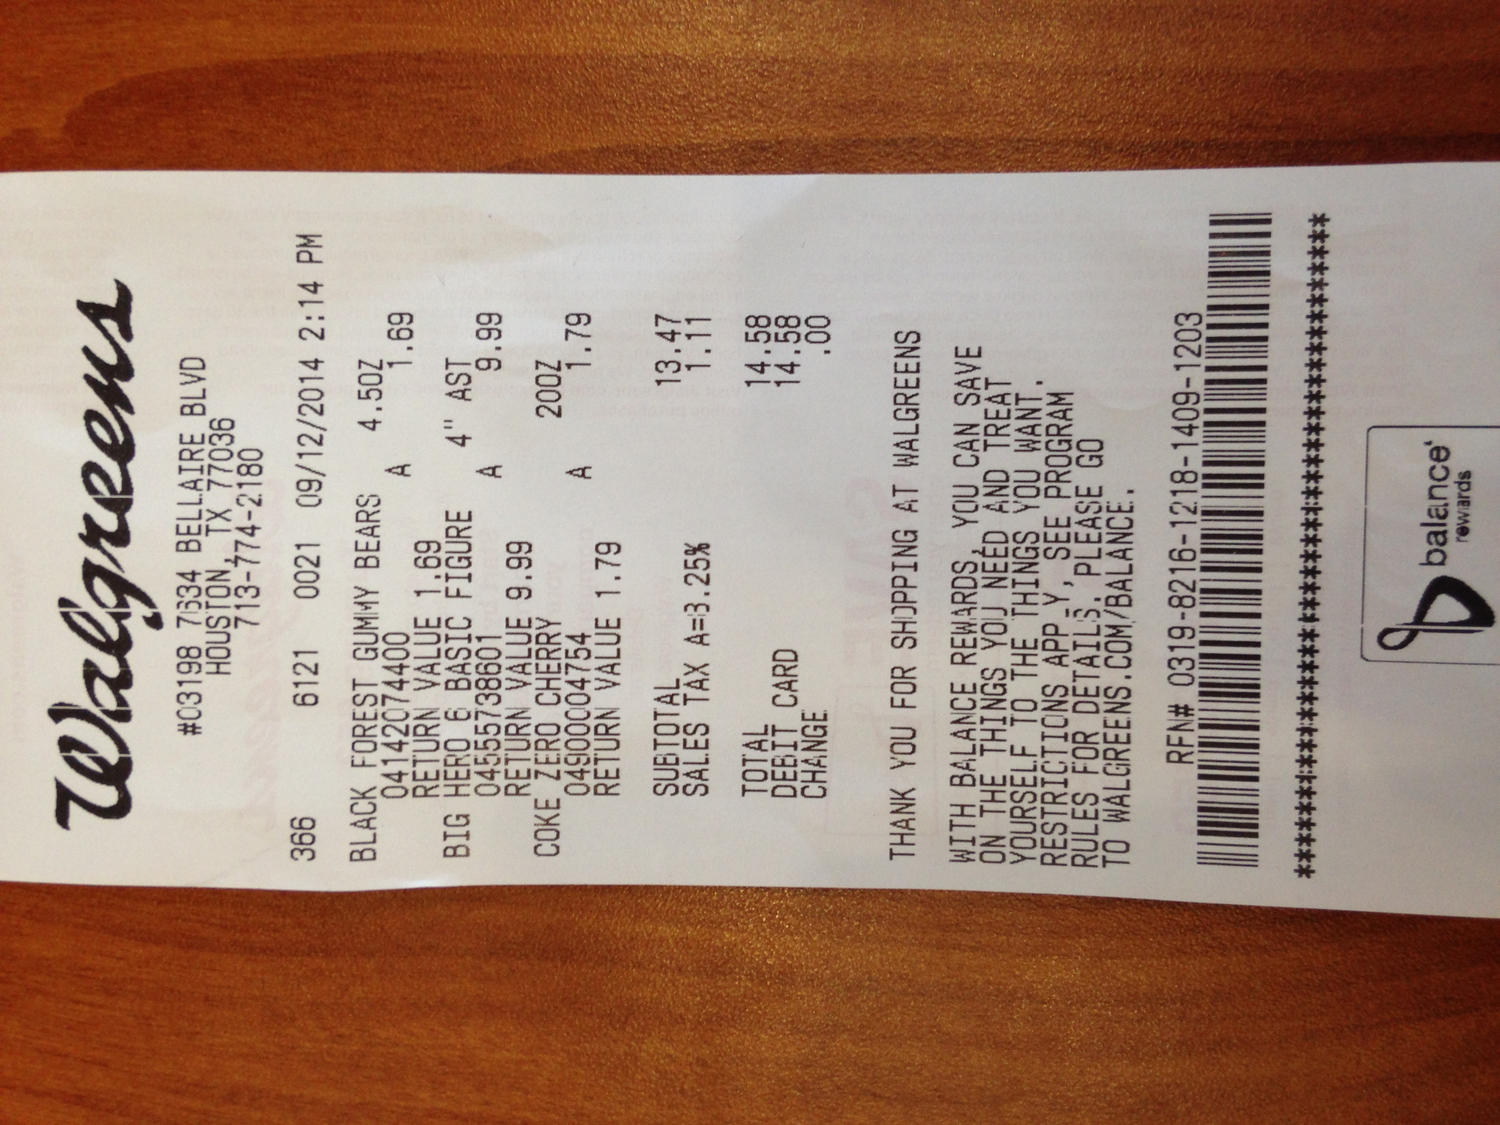 Walgreens
#03198 7634 BELLAIRE BLVD
HOUSTON, TX 77036
713-774-2180
366 6121 0021 09/12/2014 2:14 PM
BLACK FOREST GUMMY BEARS 4.5OZ
04142074400 A 1.69
RETURN VALUE 1.69
BIG HERO 6 BASIC FIGURE 4" AST
04555738601 A 9.99
RETURN VALUE 9.99
COKE ZERO CHERRY 20OZ
04900004754 A 1.79
RETURN VALUE 1.79
SUBTOTAL 13.47
SALES TAX A=8.25% 1.11
TOTAL 14.58
DEBIT CARD 14.58
CHANGE .00
THANK YOU FOR SHOPPING AT WALGREENS
WITH BALANCE REWARDS, YOU CAN SAVE
ON THE THINGS YOU NEED AND TREAT
YOURSELF TO THE THINGS YOU WANT.
RESTRICTIONS APPLY, SEE PROGRAM
RULES FOR DETAILS. PLEASE GO
TO WALGREENS.COM/BALANCE.
RFN# 0319-8216-1218-1409-1203
****************************************
balance
rewards